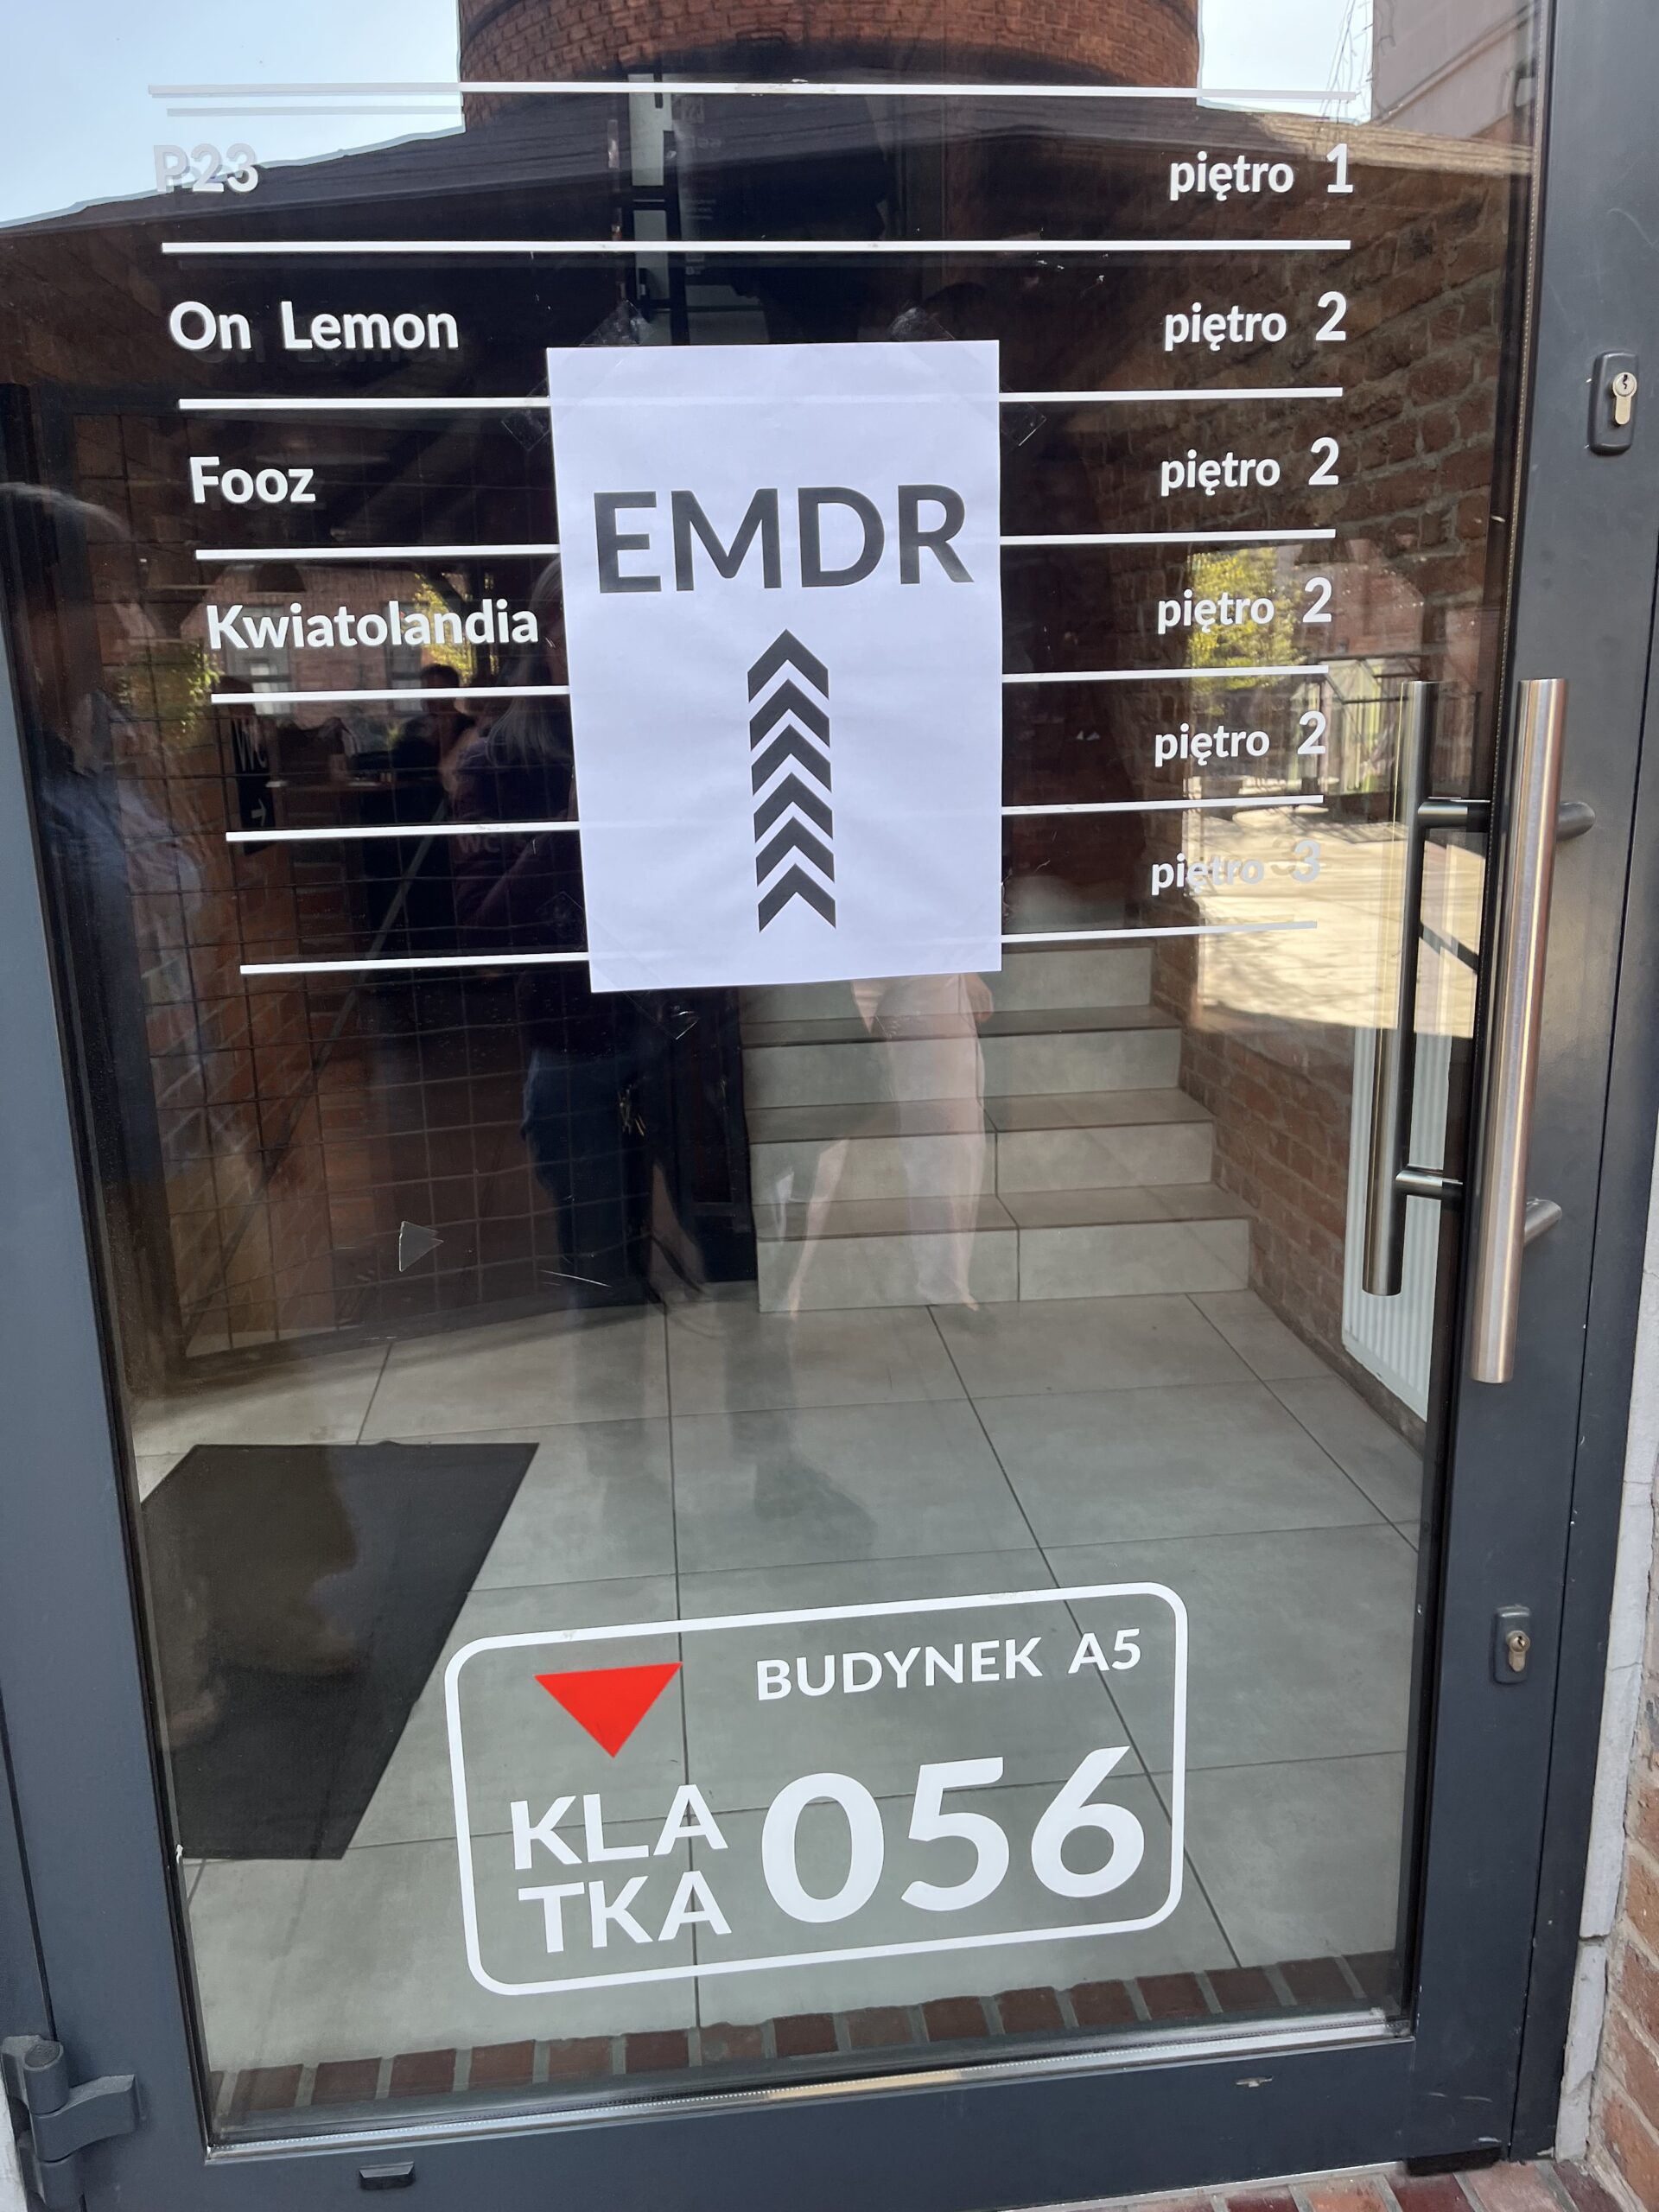 P23 piętro 1
On Lemon piętro 2
Fooz piętro 2
Kwiatolandia piętro 2
piętro 2
piętro 3
EMDR
WC
BUDYNEK A5
KLA
TKA 056